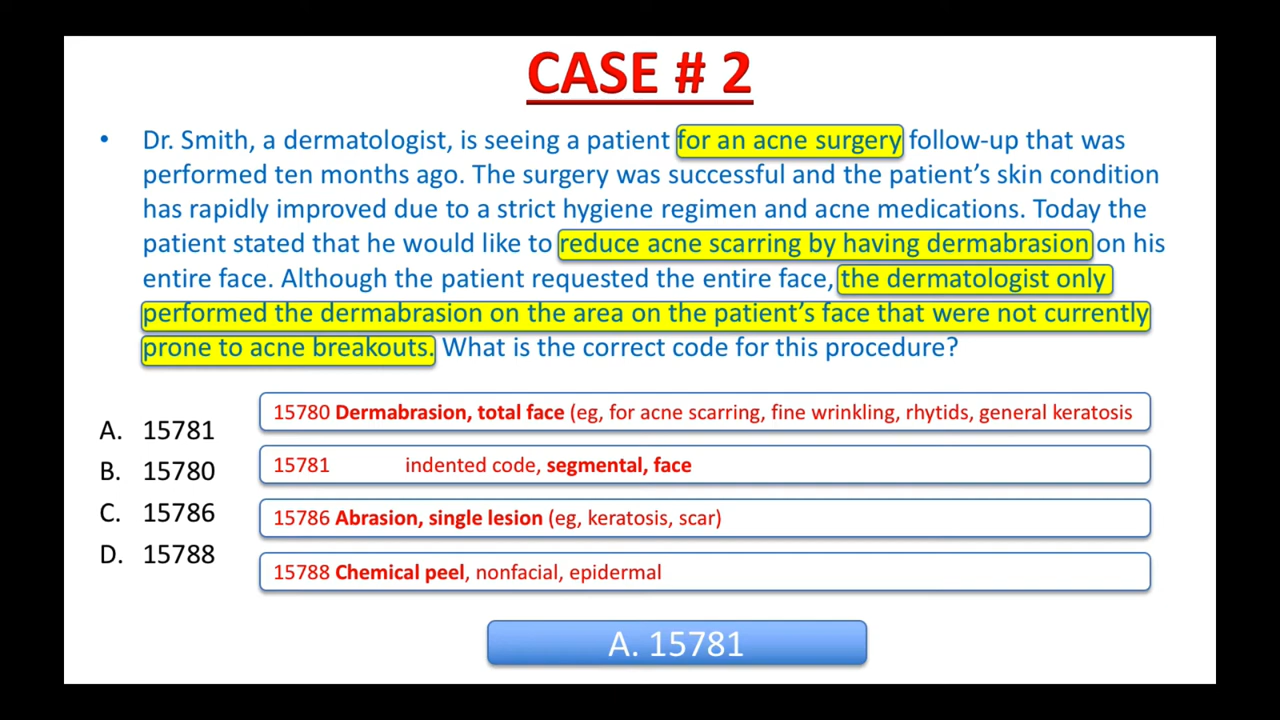 CASE # 2
• Dr. Smith, a dermatologist, is seeing a patient for an acne surgery follow-up that was
performed ten months ago. The surgery was successful and the patient’s skin condition
has rapidly improved due to a strict hygiene regimen and acne medications. Today the
patient stated that he would like to reduce acne scarring by having dermabrasion on his
entire face. Although the patient requested the entire face, the dermatologist only
performed the dermabrasion on the area on the patient’s face that were not currently
prone to acne breakouts. What is the correct code for this procedure?
A. 15781
B. 15780
C. 15786
D. 15788
15780 Dermabrasion, total face (eg, for acne scarring, fine wrinkling, rhytids, general keratosis
15781 indented code, segmental, face
15786 Abrasion, single lesion (eg, keratosis, scar)
15788 Chemical peel, nonfacial, epidermal
A. 15781